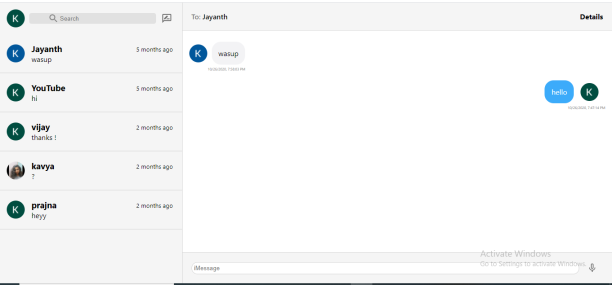 K
Search
K
Jayanth
5 months ago
wasup
K
YouTube
5 months ago
hi
K
vijay
2 months ago
thanks !
kavya
2 months ago
?
K
prajna
2 months ago
heyy
To: Jayanth
Details
K
wasup
hello
K
Activate Windows
Go to Settings to activate Windows.
iMessage